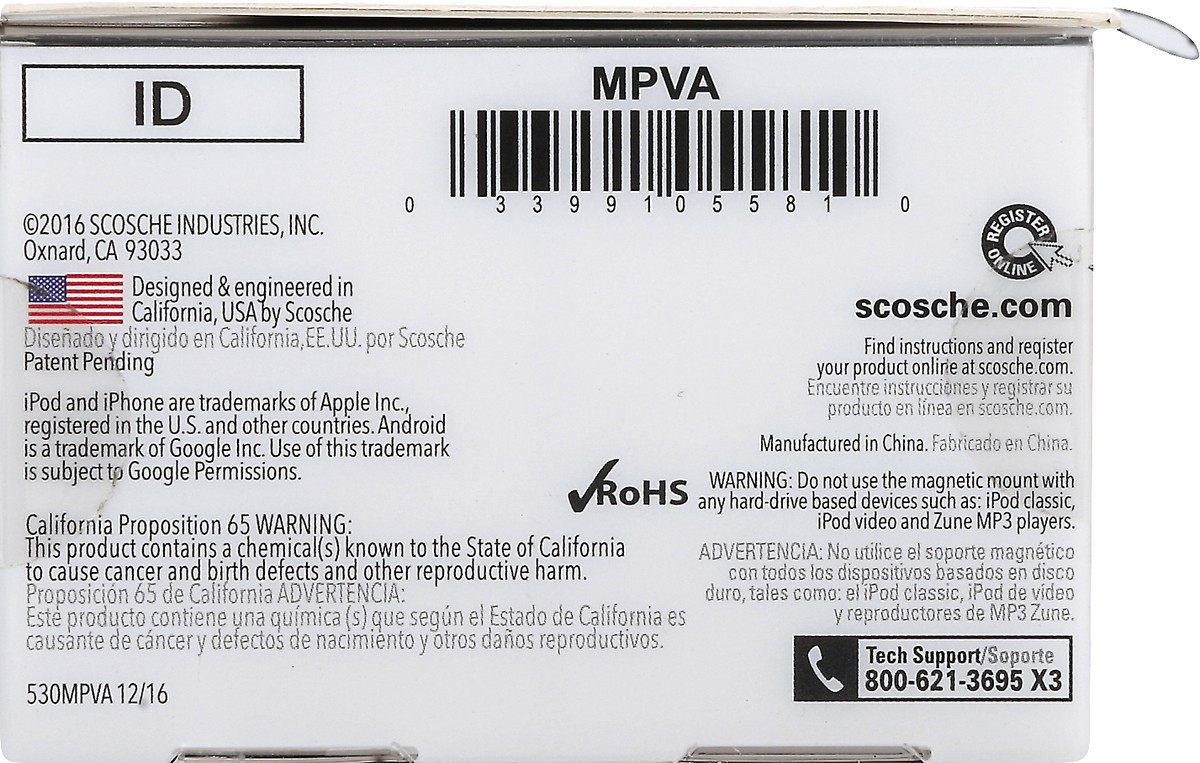 ID
MPVA
0 33991 05581 0
©2016 SCOSCHE INDUSTRIES, INC.
Oxnard, CA 93033
Designed & engineered in
California, USA by Scosche
Diseñado y dirigido en California,EE.UU. por Scosche
Patent Pending
iPod and iPhone are trademarks of Apple Inc.,
registered in the U.S. and other countries. Android
is a trademark of Google Inc. Use of this trademark
is subject to Google Permissions.
California Proposition 65 WARNING:
This product contains a chemical(s) known to the State of California
to cause cancer and birth defects and other reproductive harm.
Proposición 65 de California ADVERTENCIA:
Este producto contiene una química (s) que según el Estado de California es
causante de cáncer y defectos de nacimiento y otros daños reproductivos.
530MPVA 12/16
REGISTER
ONLINE
scosche.com
Find instructions and register
your product online at scosche.com.
Encuentre instrucciones y registrar su
producto en línea en scosche.com.
Manufactured in China. Fabricado en China.
RoHS
WARNING: Do not use the magnetic mount with
any hard-drive based devices such as: iPod classic,
iPod video and Zune MP3 players.
ADVERTENCIA: No utilice el soporte magnético
con todos los dispositivos basados en disco
duro, tales como: el iPod classic, iPod de vídeo
y reproductores de MP3 Zune.
Tech Support/Soporte
800-621-3695 X3